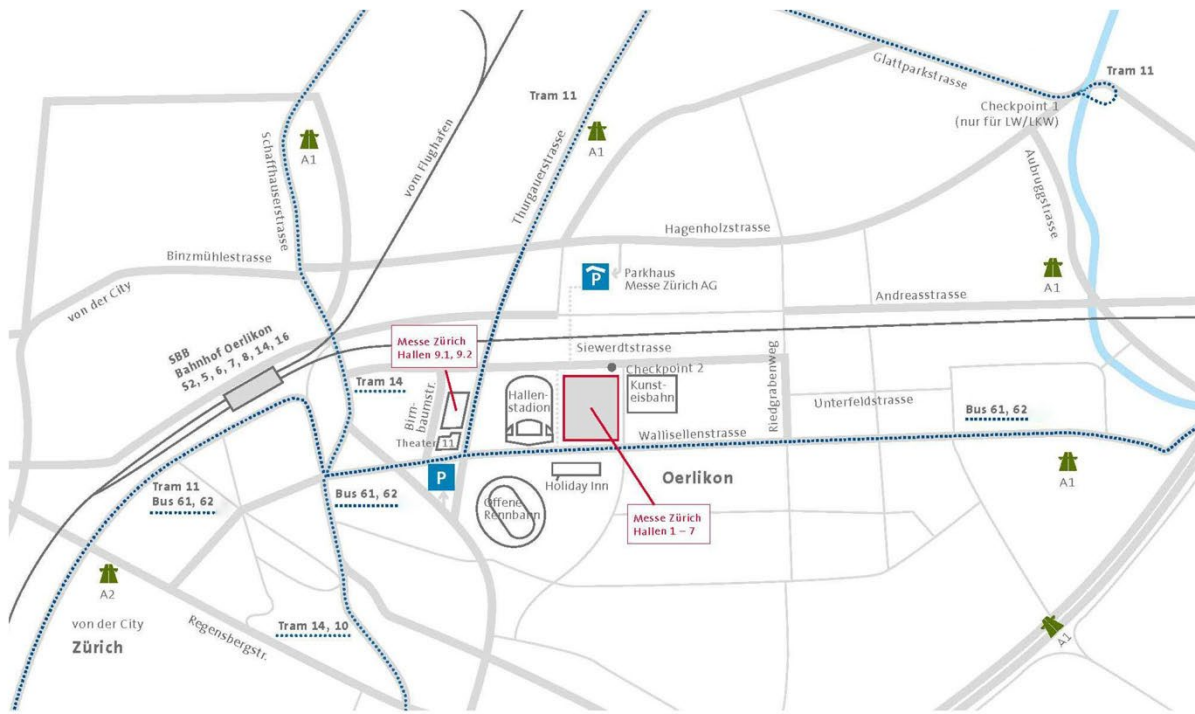 Glattparkstrasse
Tram 11
Checkpoint 1
(nur für LW/LKW)
Tram 11
A1
A1
Schaffhauserstrasse
vom Flughafen
Thurgauerstrasse
Aubruggstrasse
Hagenholzstrasse
Binzmühlestrasse
von der City
P
Parkhaus
Messe Zürich AG
A1
Andreasstrasse
SBB
Bahnhof Oerlikon
S2, 5, 6, 7, 8, 14, 16
Messe Zürich
Hallen 9.1, 9.2
Siewerdtstrasse
Checkpoint 2
Tram 14
Birn-
baumstr.
Hallen-
stadion
Kunst-
eisbahn
Riedgrabenweg
Unterfeldstrasse
Bus 61, 62
Theater 11
Wallisellenstrasse
P
A1
Tram 11
Bus 61, 62
Bus 61, 62
Offene
Rennbahn
Holiday Inn
Oerlikon
Messe Zürich
Hallen 1 – 7
A2
von der City
Zürich
Regensbergstr.
Tram 14, 10
A1